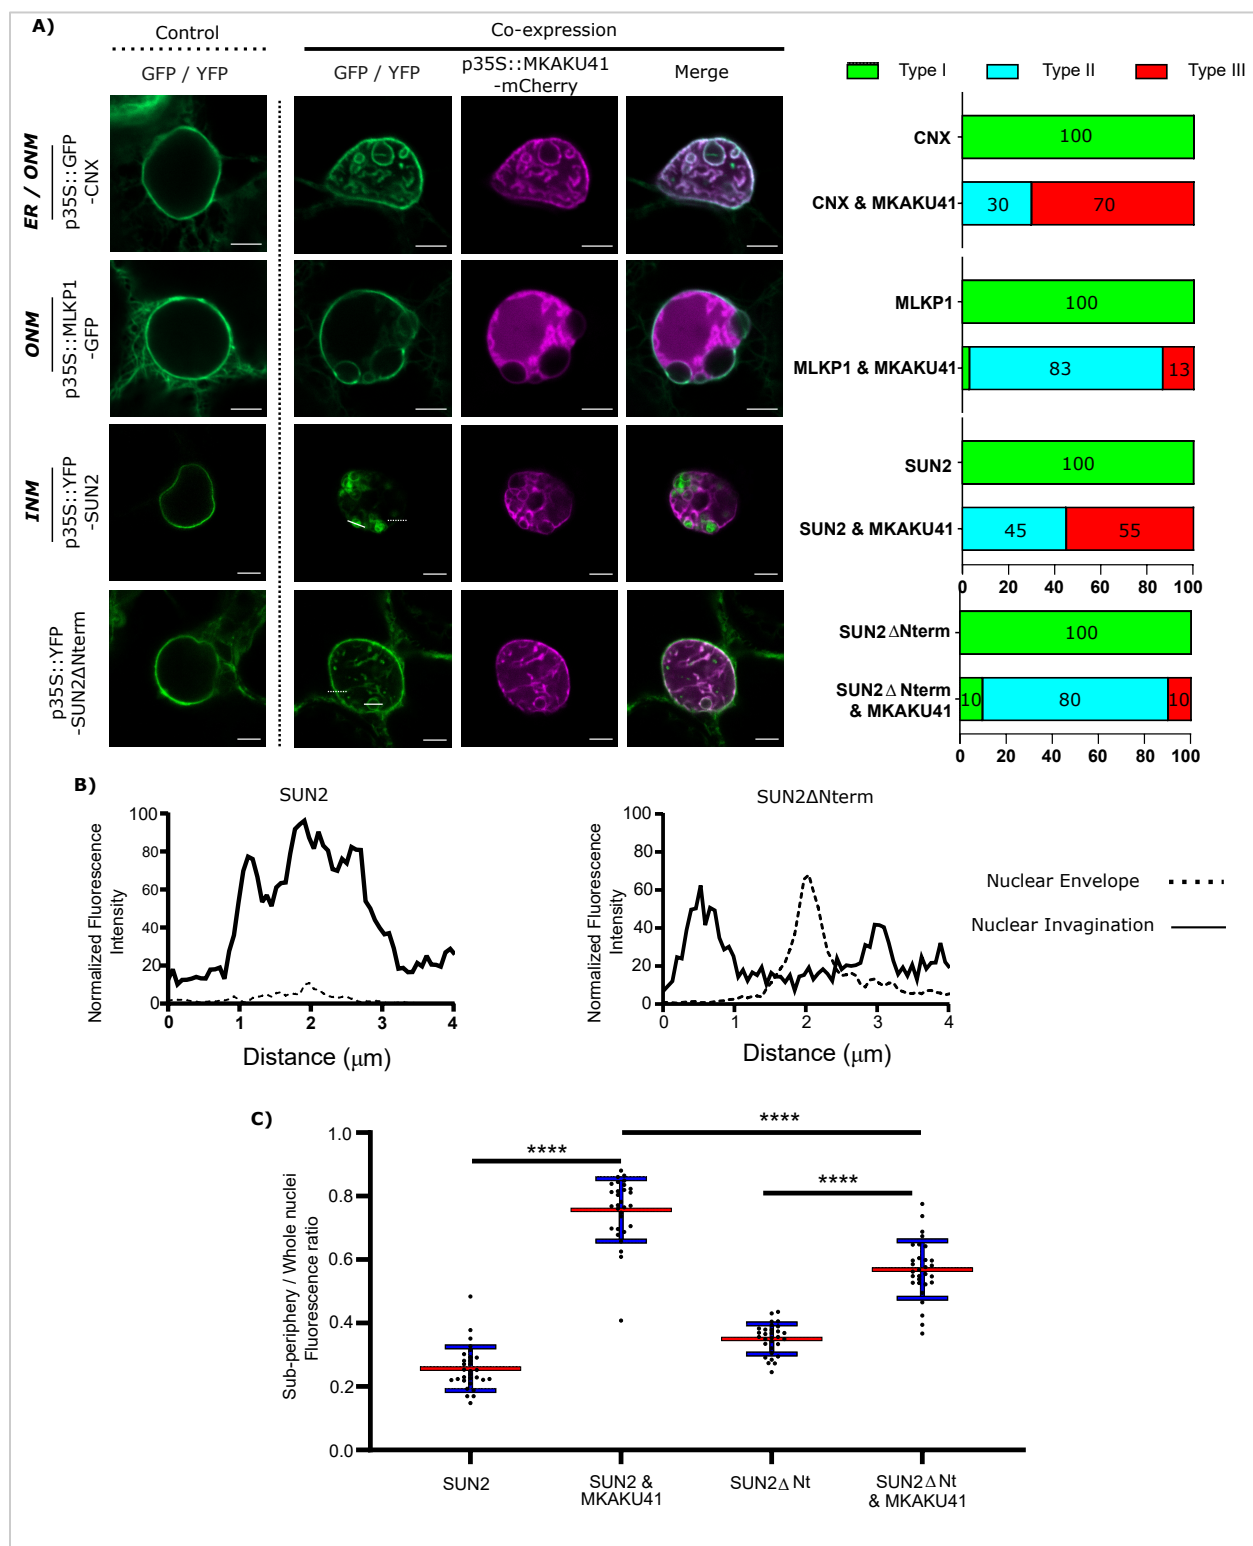 A)
Control
Co-expression
GFP / YFP
GFP / YFP
p35S::MKAKU41
-mCherry
Merge
Type I
Type II
Type III
ER / ONM
p35S::GFP
-CNX
CNX
100
CNX & MKAKU41
30
70
ONM
p35S::MLKP1
-GFP
MLKP1
100
MLKP1 & MKAKU41
83
13
INM
p35S::YFP
-SUN2
SUN2
100
SUN2 & MKAKU41
45
55
0 20 40 60 80 100
p35S::YFP
-SUN2ΔNterm
SUN2ΔNterm
100
SUN2Δ Nterm
& MKAKU41
10
80
10
0 20 40 60 80 100
B)
SUN2
Normalized Fluorescence
Intensity
100
80
60
40
20
0
0 1 2 3 4
Distance (μm)
SUN2ΔNterm
Normalized Fluorescence
Intensity
100
80
60
40
20
0
0 1 2 3 4
Distance (μm)
Nuclear Envelope
Nuclear Invagination
C)
Sub-periphery / Whole nuclei
Fluorescence ratio
1.0
0.8
0.6
0.4
0.2
0.0
****
****
****
SUN2
SUN2 &
MKAKU41
SUN2Δ Nt
SUN2Δ Nt
& MKAKU41